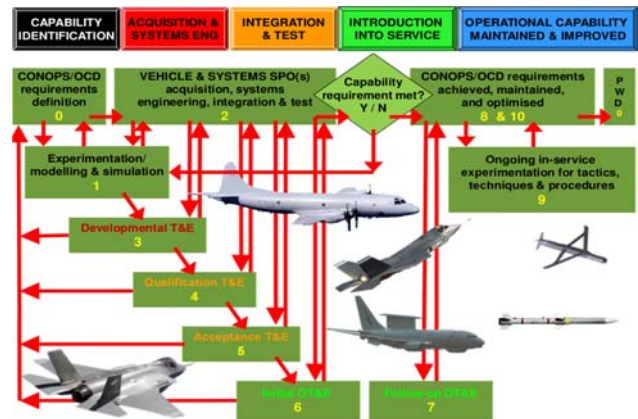 CAPABILITY
IDENTIFICATION
ACQUISITION &
SYSTEMS ENG
INTEGRATION
& TEST
INTRODUCTION
INTO SERVICE
OPERATIONAL CAPABILITY
MAINTAINED & IMPROVED
CONOPS/OCD
requirements
definition
0
VEHICLE & SYSTEMS SPO(s)
acquisition, systems
engineering, integration & test
2
Capability
requirement met?
Y / N
CONOPS/OCD requirements
achieved, maintained,
and optimised
8 & 10
P
W
D
0
Experimentation/
modelling & simulation
1
Ongoing in-service
experimentation for tactics,
techniques & procedures
9
Developmental T&E
3
Qualification T&E
4
Acceptance T&E
5
Initial OT&E
6
Follow-on OT&E
7